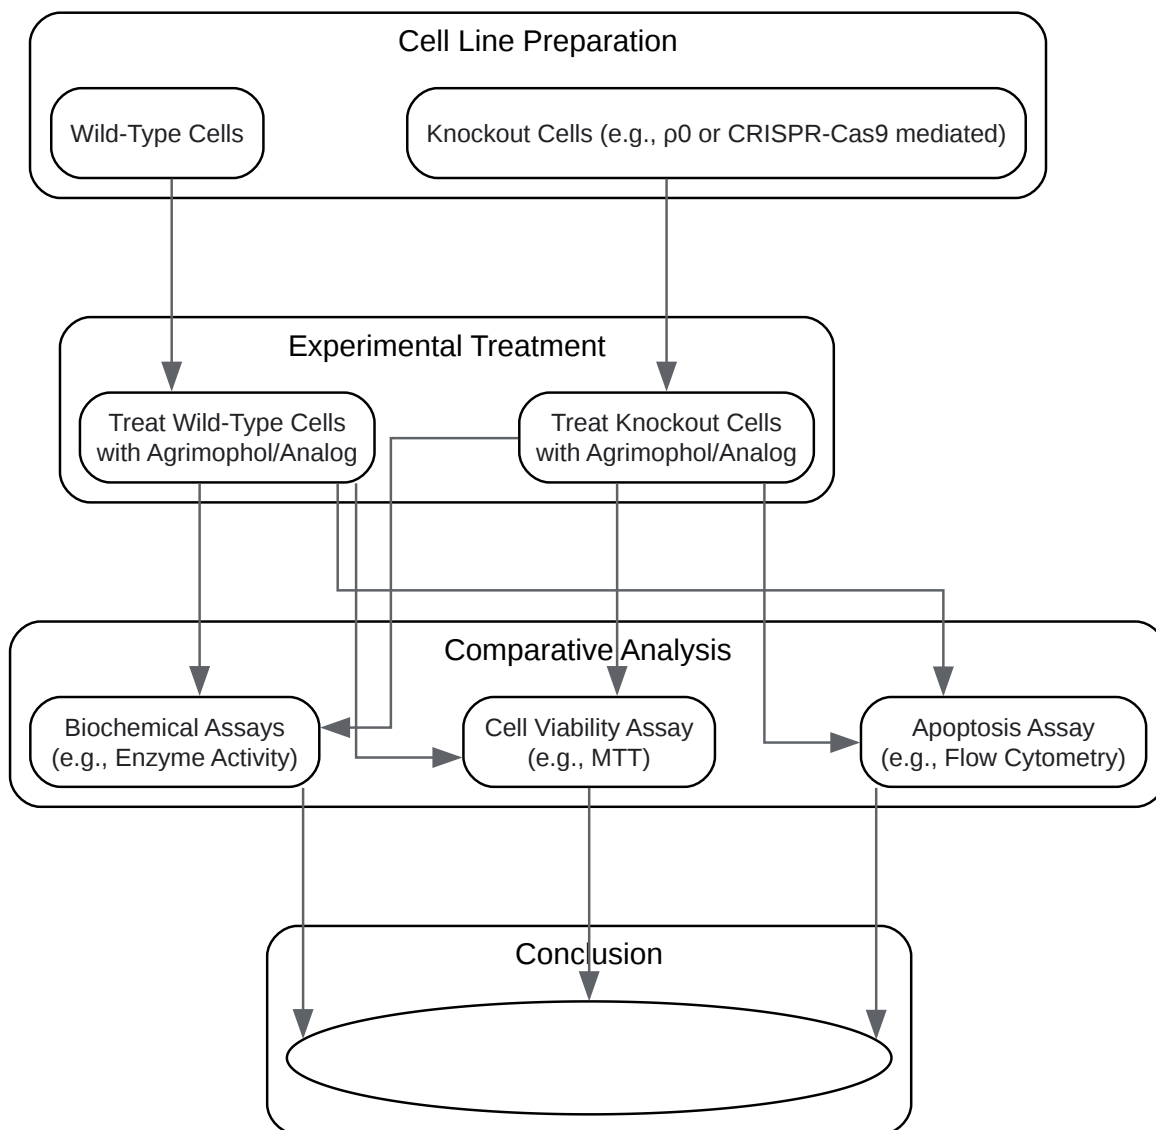 Cell Line Preparation
Wild-Type Cells
Knockout Cells (e.g., ρ0 or CRISPR-Cas9 mediated)
Experimental Treatment
Treat Wild-Type Cells
with Agrimophol/Analog
Treat Knockout Cells
with Agrimophol/Analog
Comparative Analysis
Biochemical Assays
(e.g., Enzyme Activity)
Cell Viability Assay
(e.g., MTT)
Apoptosis Assay
(e.g., Flow Cytometry)
Conclusion